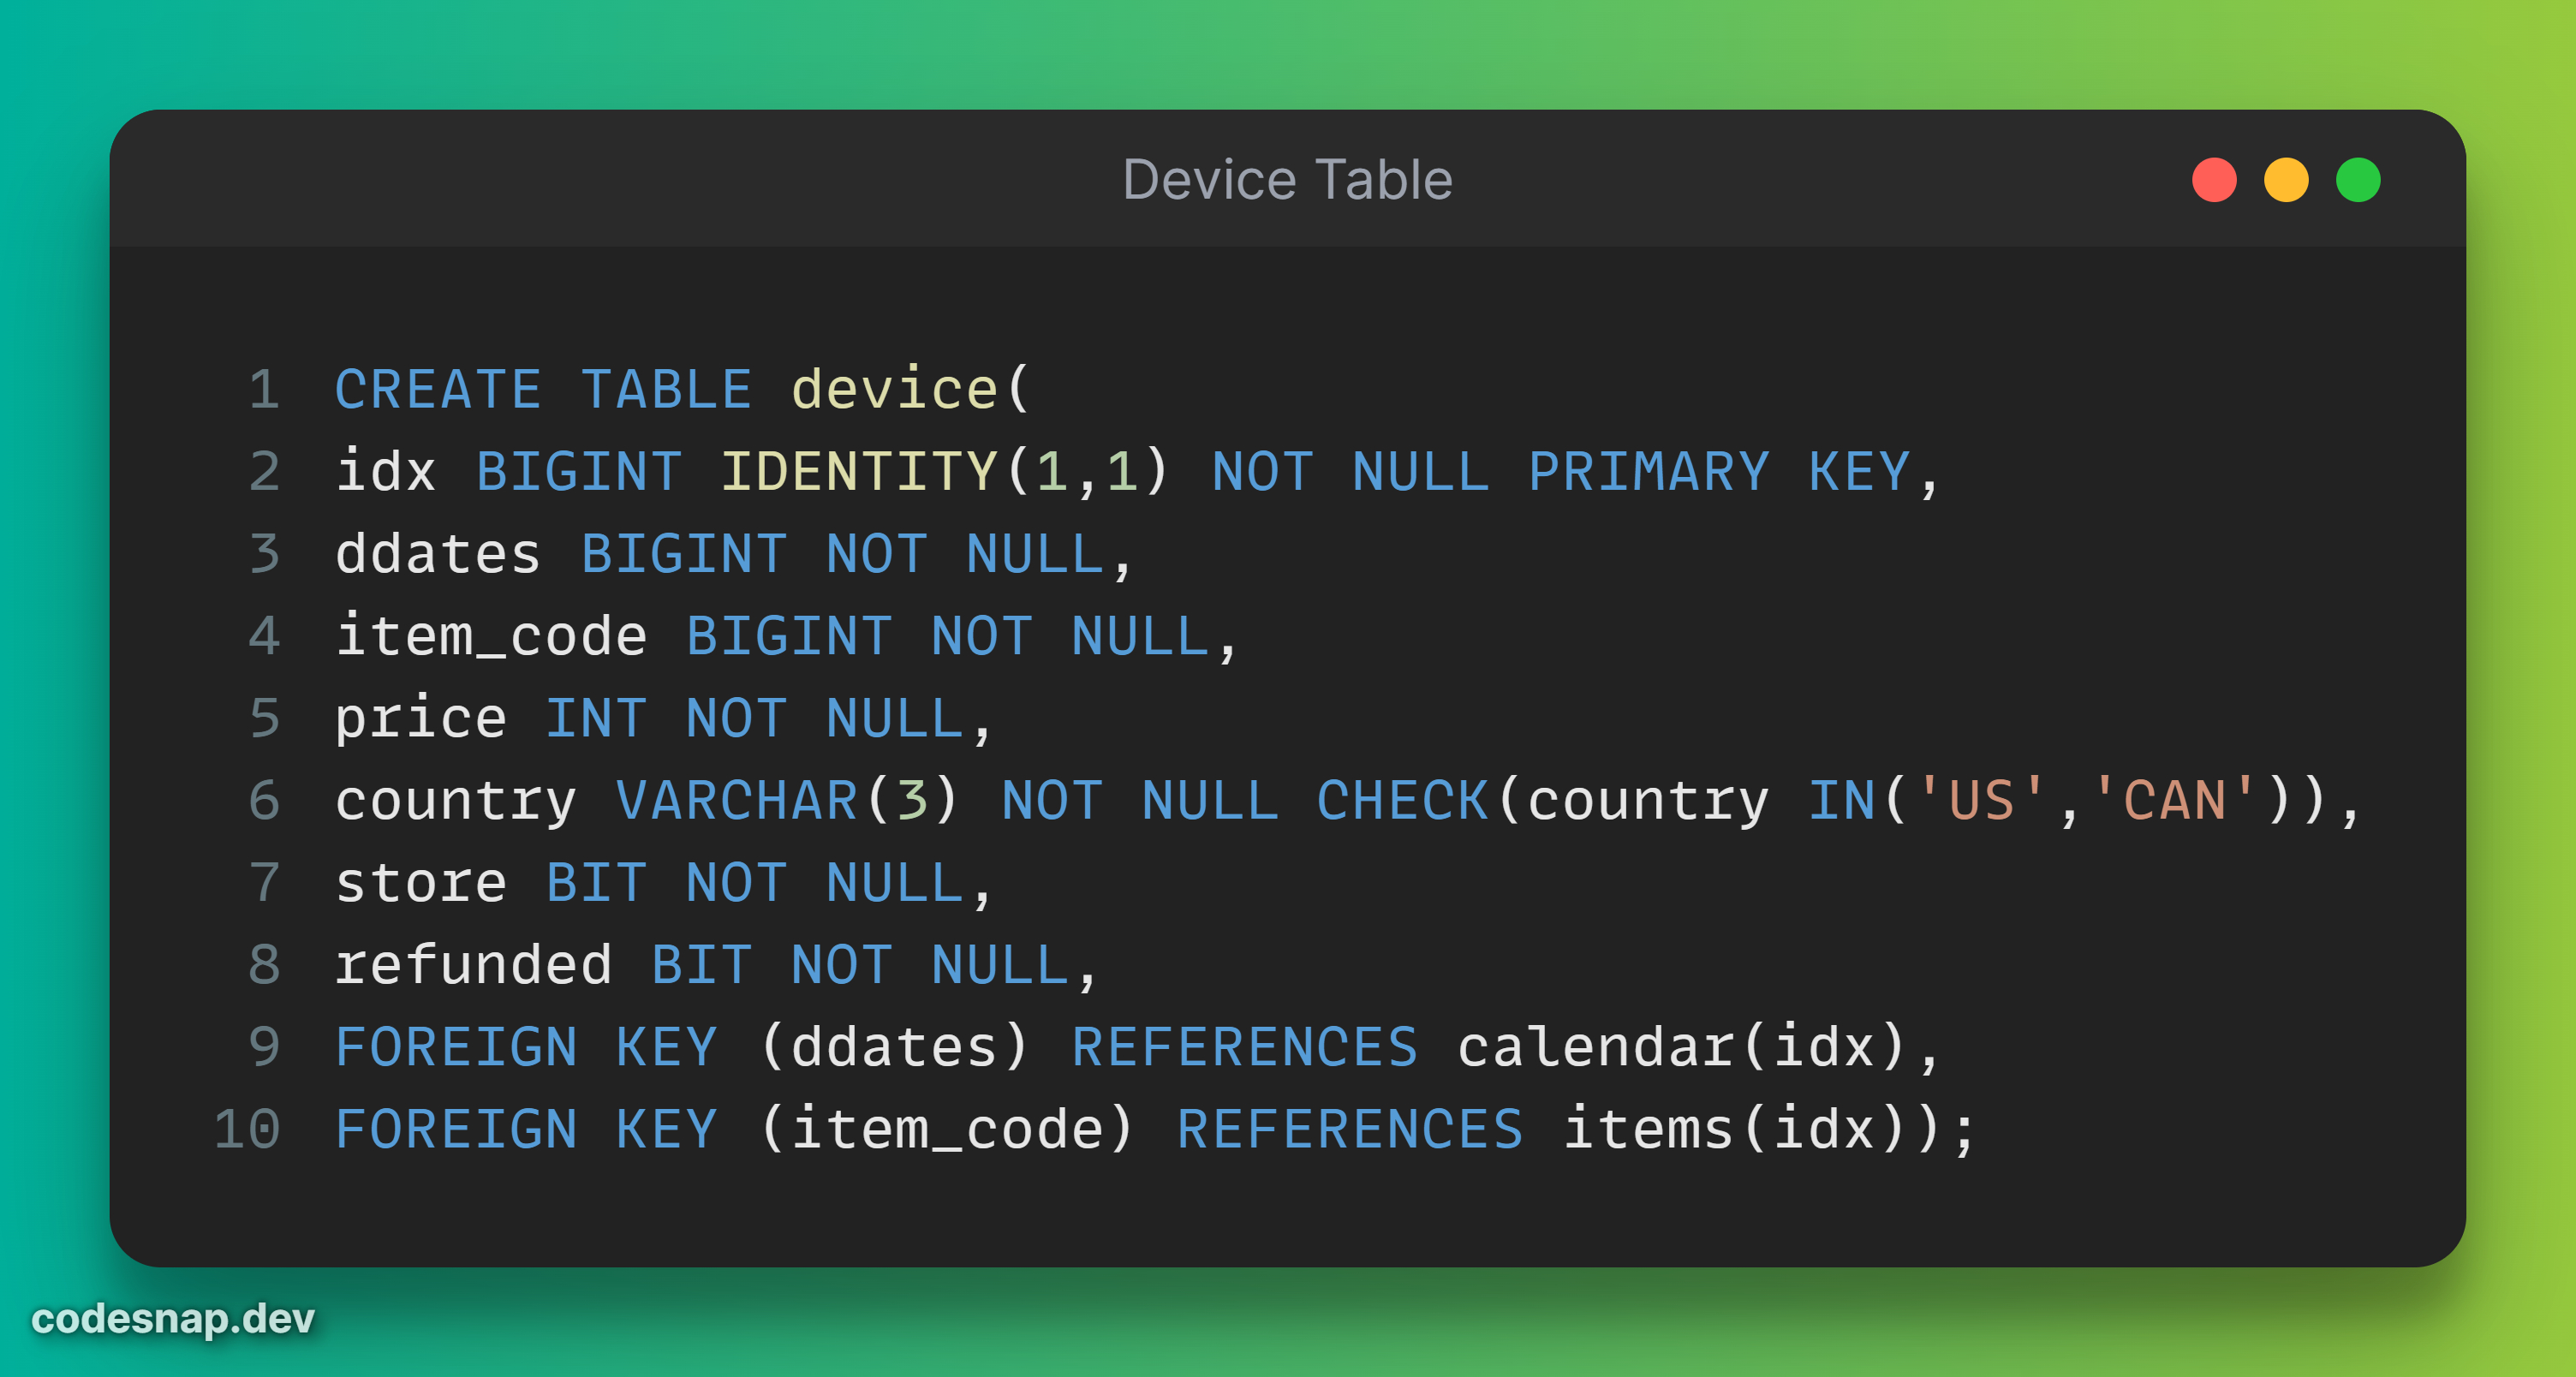 Device Table
1 CREATE TABLE device(
2 idx BIGINT IDENTITY(1,1) NOT NULL PRIMARY KEY,
3 ddates BIGINT NOT NULL,
4 item_code BIGINT NOT NULL,
5 price INT NOT NULL,
6 country VARCHAR(3) NOT NULL CHECK(country IN('US','CAN')),
7 store BIT NOT NULL,
8 refunded BIT NOT NULL,
9 FOREIGN KEY (ddates) REFERENCES calendar(idx),
10 FOREIGN KEY (item_code) REFERENCES items(idx));
codesnap.dev